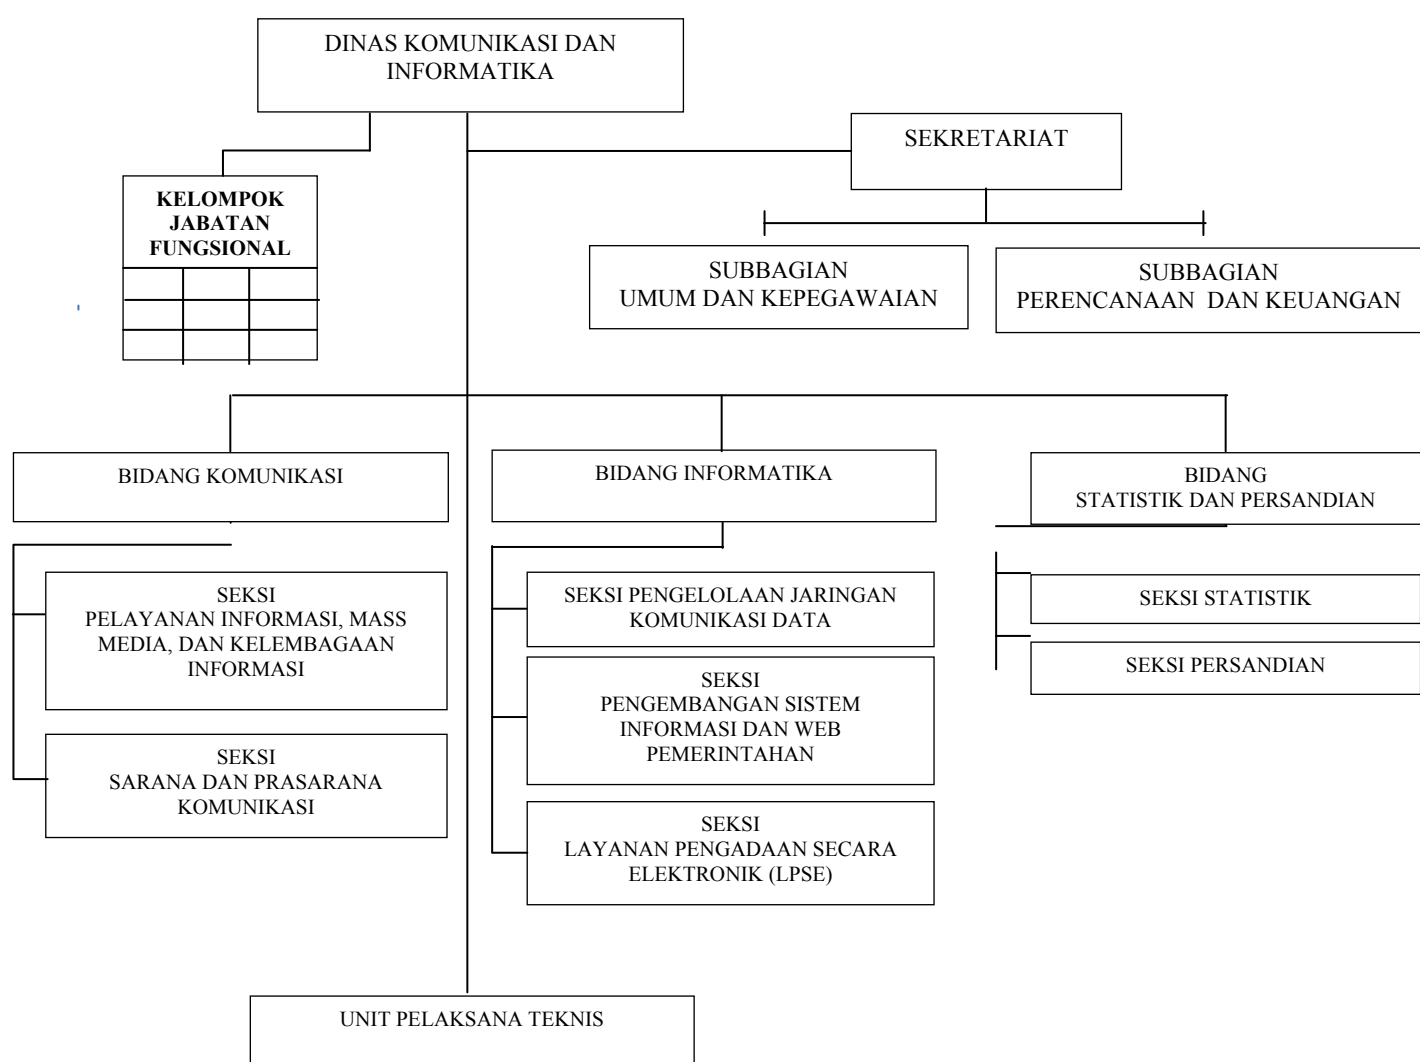 DINAS KOMUNIKASI DAN
INFORMATIKA
SEKRETARIAT
KELOMPOK
JABATAN
FUNGSIONAL
SUBBAGIAN
UMUM DAN KEPEGAWAIAN
SUBBAGIAN
PERENCANAAN DAN KEUANGAN
BIDANG KOMUNIKASI
BIDANG INFORMATIKA
BIDANG
STATISTIK DAN PERSANDIAN
SEKSI
PELAYANAN INFORMASI, MASS
MEDIA, DAN KELEMBAGAAN
INFORMASI
SEKSI
SARANA DAN PRASARANA
KOMUNIKASI
SEKSI PENGELOLAAN JARINGAN
KOMUNIKASI DATA
SEKSI
PENGEMBANGAN SISTEM
INFORMASI DAN WEB
PEMERINTAHAN
SEKSI
LAYANAN PENGADAAN SECARA
ELEKTRONIK (LPSE)
SEKSI STATISTIK
SEKSI PERSANDIAN
UNIT PELAKSANA TEKNIS